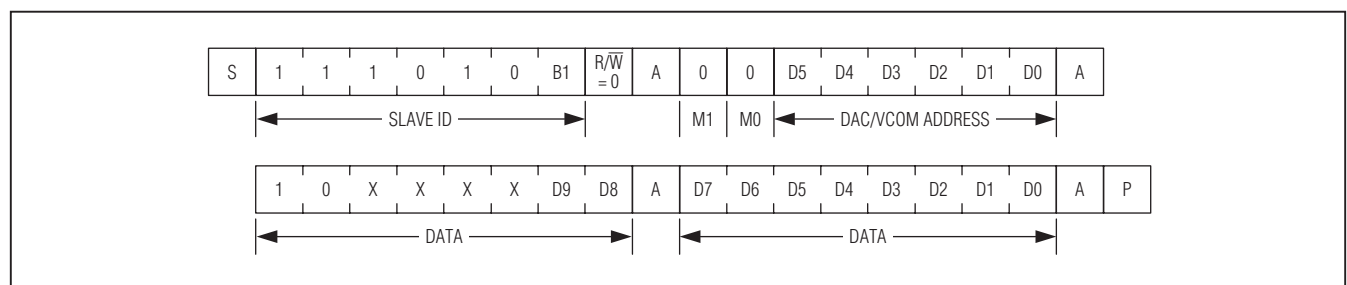 S 1 1 1 0 1 0 B1 R/W̅ = 0 A 0 0 D5 D4 D3 D2 D1 D0 A
SLAVE ID M1 M0 DAC/VCOM ADDRESS
1 0 X X X X D9 D8 A D7 D6 D5 D4 D3 D2 D1 D0 A P
DATA DATA